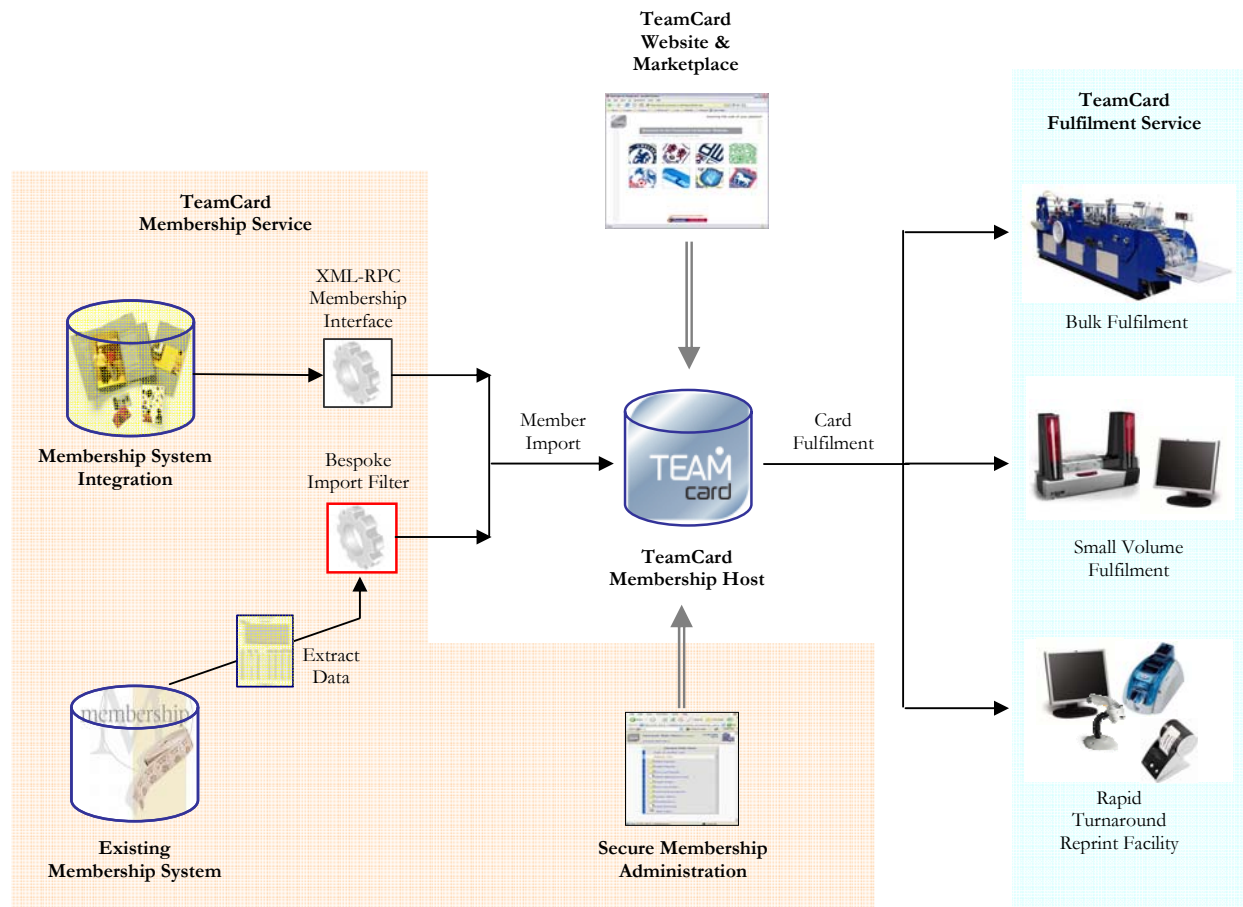 TeamCard
Website &
Marketplace
TeamCard
Fulfilment Service
TeamCard
Membership Service
XML-RPC
Membership
Interface
Bulk Fulfilment
Membership System
Integration
Bespoke
Import Filter
Member
Import
TEAM
card
Card
Fulfilment
TeamCard
Membership Host
Small Volume
Fulfilment
Extract
Data
membership
Existing
Membership System
Secure Membership
Administration
Rapid
Turnaround
Reprint Facility